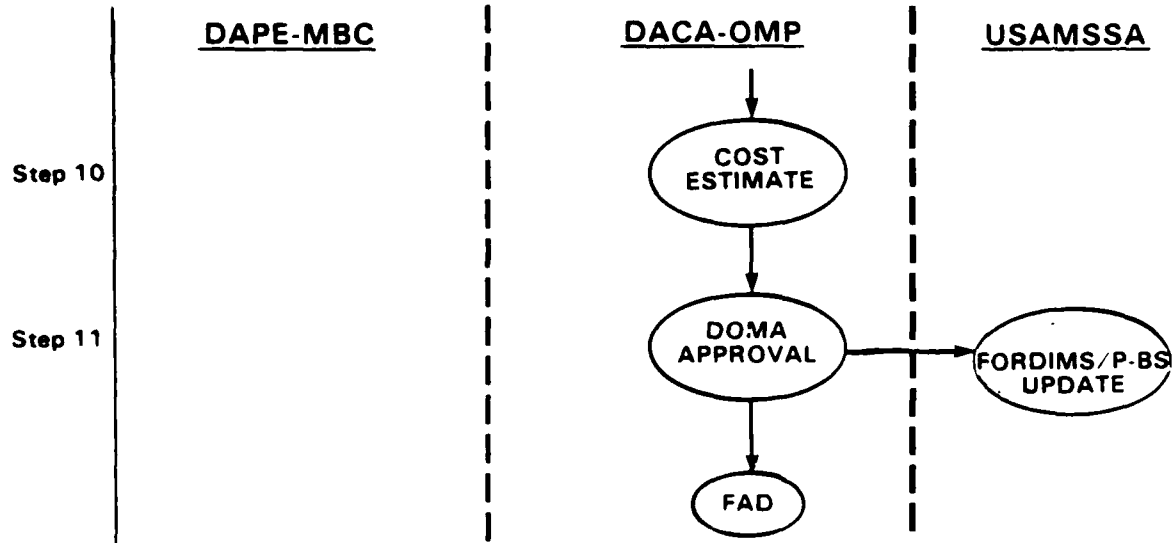 DAPE-MBC
DACA-OMP
USAMSSA
Step 10
COST
ESTIMATE
Step 11
DOMA
APPROVAL
FORDIMS/P-BS
UPDATE
FAD